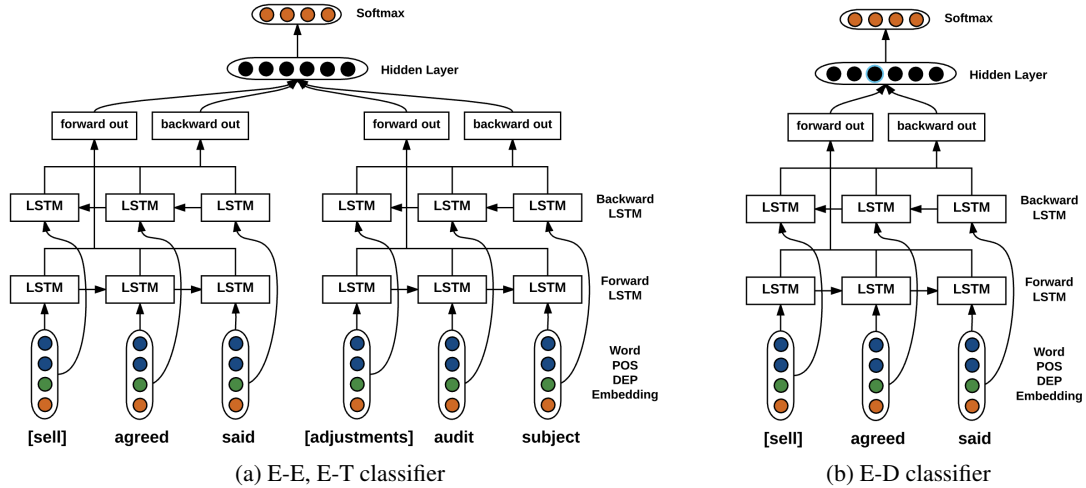 Softmax
Hidden Layer
forward out
backward out
forward out
backward out
LSTM
LSTM
LSTM
LSTM
LSTM
LSTM
Backward
LSTM
LSTM
LSTM
LSTM
LSTM
LSTM
LSTM
Forward
LSTM
Word
POS
DEP
Embedding
[sell]
agreed
said
[adjustments]
audit
subject
(a) E-E, E-T classifier
Softmax
Hidden Layer
forward out
backward out
LSTM
LSTM
LSTM
Backward
LSTM
LSTM
LSTM
LSTM
Forward
LSTM
Word
POS
DEP
Embedding
[sell]
agreed
said
(b) E-D classifier